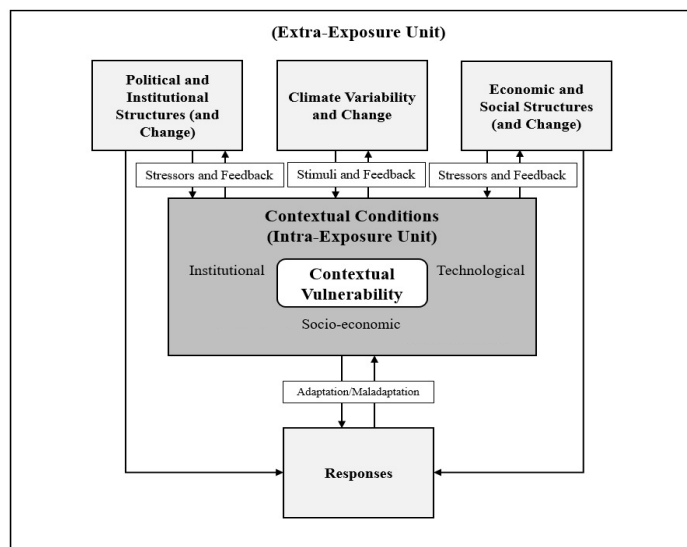 (Extra-Exposure Unit)
Political and
Institutional
Structures (and
Change)
Climate Variability
and Change
Economic and
Social Structures
(and Change)
Stressors and Feedback
Stimuli and Feedback
Stressors and Feedback
Contextual Conditions
(Intra-Exposure Unit)
Institutional
Contextual
Vulnerability
Technological
Socio-economic
Adaptation/Maladaptation
Responses